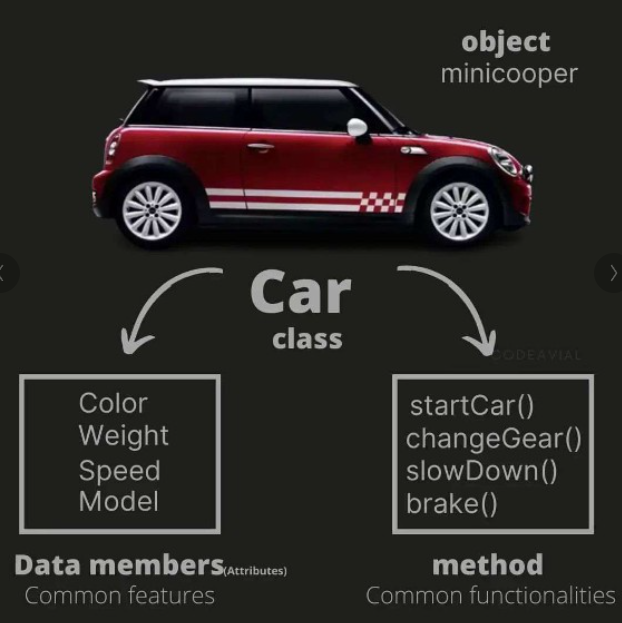 object
minicooper
Car
class
CODEAVIAL
Color
Weight
Speed
Model
startCar()
changeGear()
slowDown()
brake()
Data members(Attributes)
Common features
method
Common functionalities